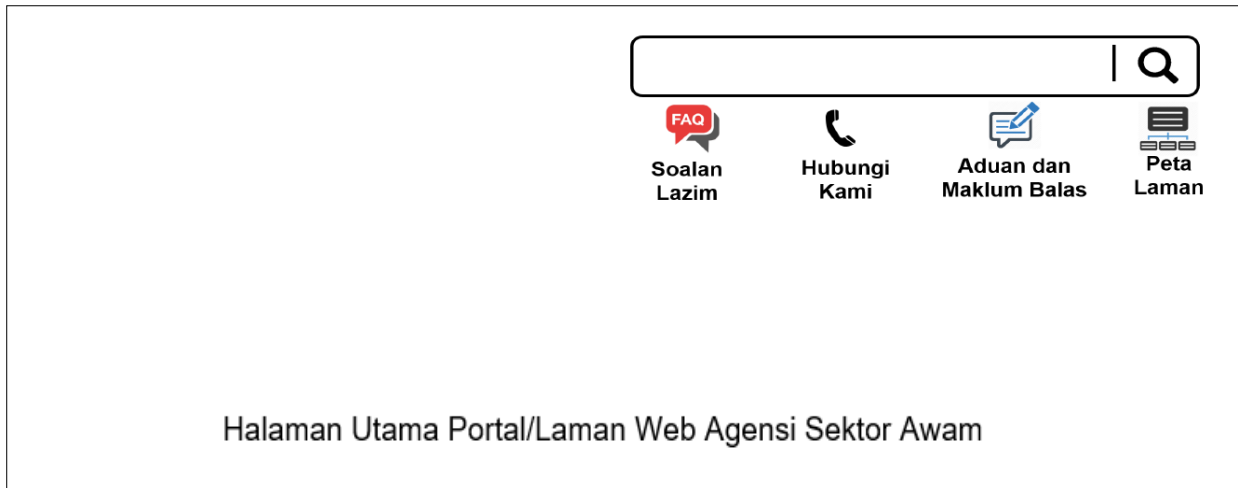 FAQ
Soalan
Lazim
Hubungi
Kami
Aduan dan
Maklum Balas
Peta
Laman
Halaman Utama Portal/Laman Web Agensi Sektor Awam